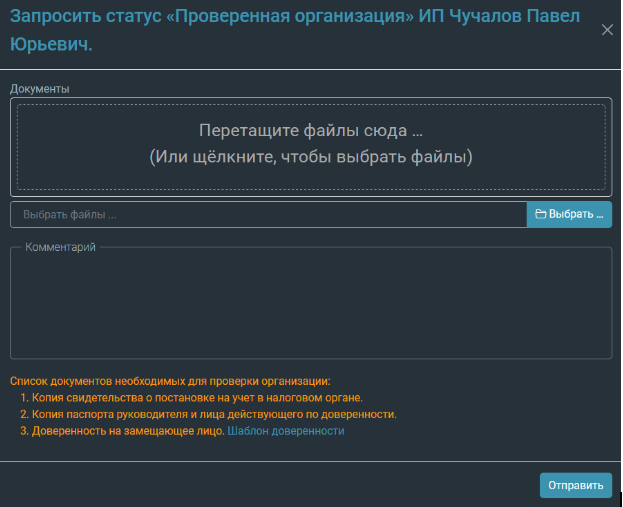 Запросить статус «Проверенная организация» ИП Чучалов Павел
Юрьевич.
Документы
Перетащите файлы сюда …
(Или щёлкните, чтобы выбрать файлы)
Выбрать файлы ...
Выбрать ...
Комментарий
Список документов необходимых для проверки организации:
1. Копия свидетельства о постановке на учет в налоговом органе.
2. Копия паспорта руководителя и лица действующего по доверенности.
3. Доверенность на замещающее лицо. Шаблон доверенности
Отправить